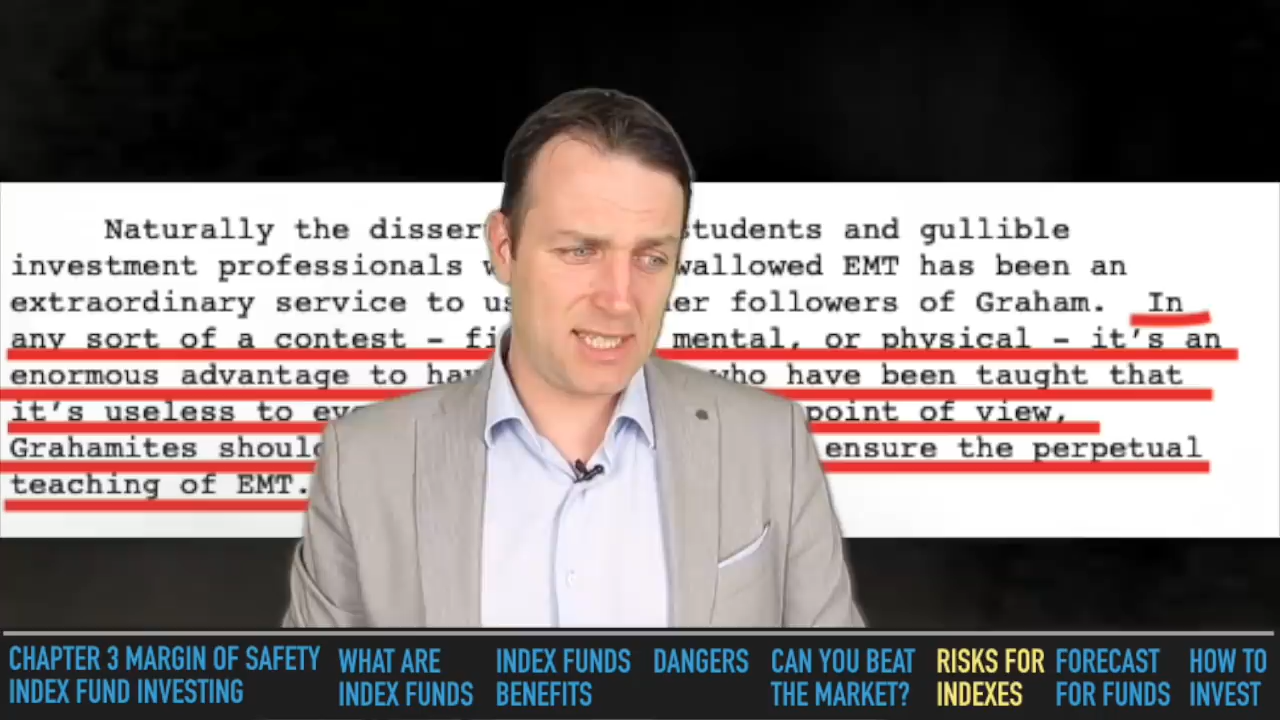 Naturally the disser students and gullible
investment professionals wallowed EMT has been an
extraordinary service to us er followers of Graham. In
any sort of a contest – fi mental, or physical – it's an
enormous advantage to hav who have been taught that
it's useless to eve point of view,
Grahamites should ensure the perpetual
teaching of EMT.
CHAPTER 3 MARGIN OF SAFETY
INDEX FUND INVESTING
WHAT ARE
INDEX FUNDS
INDEX FUNDS
BENEFITS
DANGERS
CAN YOU BEAT
THE MARKET?
RISKS FOR
INDEXES
FORECAST
FOR FUNDS
HOW TO
INVEST